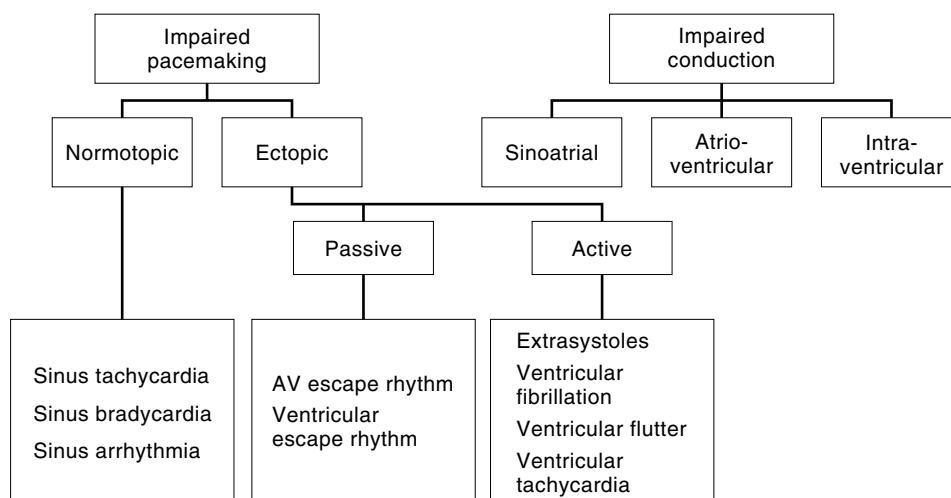 Impaired
pacemaking
Impaired
conduction
Normotopic
Ectopic
Sinoatrial
Atrio-
ventricular
Intra-
ventricular
Passive
Active
Sinus tachycardia
Sinus bradycardia
Sinus arrhythmia
AV escape rhythm
Ventricular
escape rhythm
Extrasystoles
Ventricular
fibrillation
Ventricular flutter
Ventricular
tachycardia